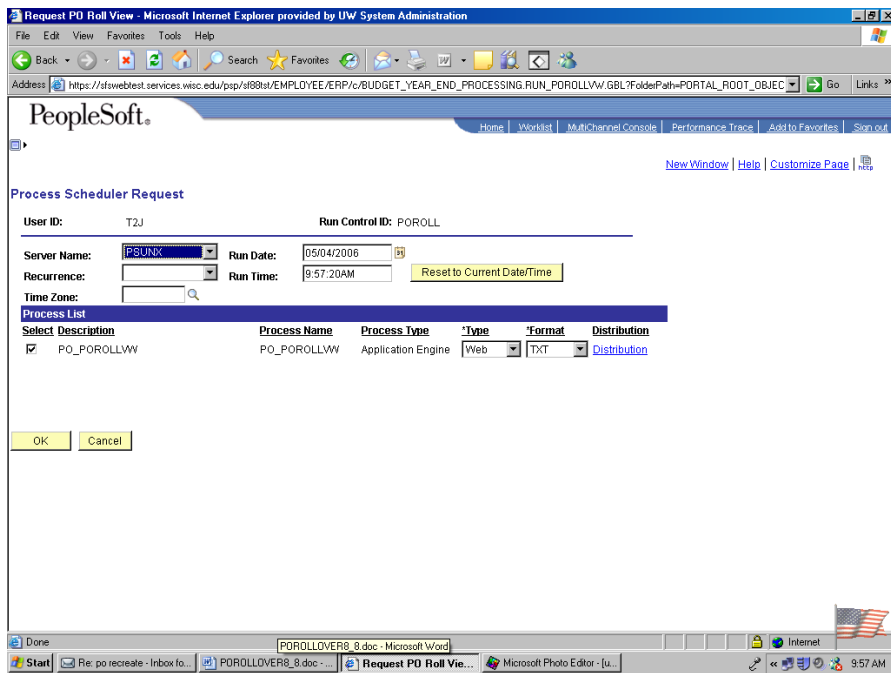 Request PO Roll View - Microsoft Internet Explorer provided by UW System Administration
File Edit View Favorites Tools Help
Back Search Favorites
Address https://sfswebtest.services.wisc.edu/psp/sf88tst/EMPLOYEE/ERP/c/BUDGET_YEAR_END_PROCESSING.RUN_POROLLVW.GBL?FolderPath=PORTAL_ROOT_OBJEC Go Links »
PeopleSoft.
Home | Worklist | MultiChannel Console | Performance Trace | Add to Favorites | Sign out
New Window | Help | Customize Page | http
Process Scheduler Request
User ID: T2J Run Control ID: POROLL
Server Name: PSUNX Run Date: 05/04/2006 31
Recurrence: Run Time: 9:57:20AM Reset to Current Date/Time
Time Zone:
Process List
Select Description Process Name Process Type *Type *Format Distribution
PO_POROLLVW PO_POROLLVW Application Engine Web TXT Distribution
OK Cancel
Done Internet
POROLLOVER8_8.doc - Microsoft Word
Start Re: po recreate - Inbox fo... POROLLOVER8_8.doc - ... Request PO Roll Vie... Microsoft Photo Editor - [u... « 9:57 AM